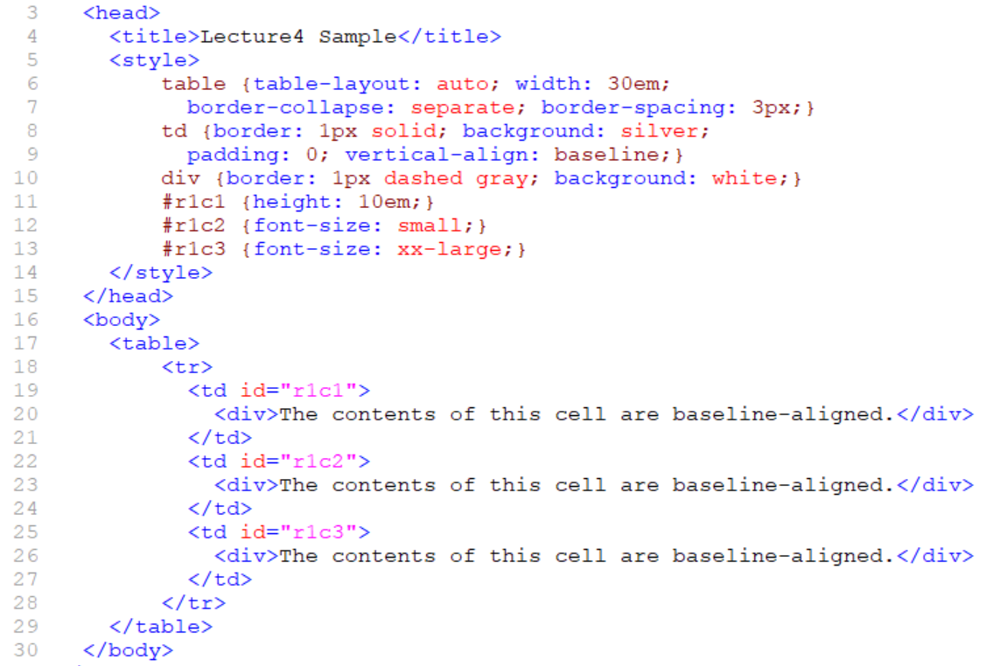 3 <head>
4 <title>Lecture4 Sample</title>
5 <style>
6 table {table-layout: auto; width: 30em;
7 border-collapse: separate; border-spacing: 3px;}
8 td {border: 1px solid; background: silver;
9 padding: 0; vertical-align: baseline;}
10 div {border: 1px dashed gray; background: white;}
11 #r1c1 {height: 10em;}
12 #r1c2 {font-size: small;}
13 #r1c3 {font-size: xx-large;}
14 </style>
15 </head>
16 <body>
17 <table>
18 <tr>
19 <td id="r1c1">
20 <div>The contents of this cell are baseline-aligned.</div>
21 </td>
22 <td id="r1c2">
23 <div>The contents of this cell are baseline-aligned.</div>
24 </td>
25 <td id="r1c3">
26 <div>The contents of this cell are baseline-aligned.</div>
27 </td>
28 </tr>
29 </table>
30 </body>